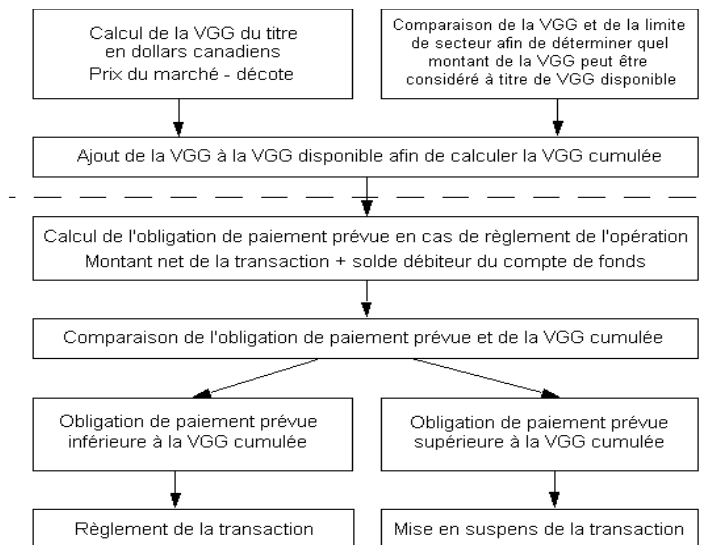 Calcul de la VGG du titre
en dollars canadiens
Prix du marché - décote
Comparaison de la VGG et de la limite
de secteur afin de déterminer quel
montant de la VGG peut être
considéré à titre de VGG disponible
Ajout de la VGG à la VGG disponible afin de calculer la VGG cumulée
Calcul de l'obligation de paiement prévue en cas de règlement de l'opération
Montant net de la transaction + solde débiteur du compte de fonds
Comparaison de l'obligation de paiement prévue et de la VGG cumulée
Obligation de paiement prévue
inférieure à la VGG cumulée
Obligation de paiement prévue
supérieure à la VGG cumulée
Règlement de la transaction
Mise en suspens de la transaction